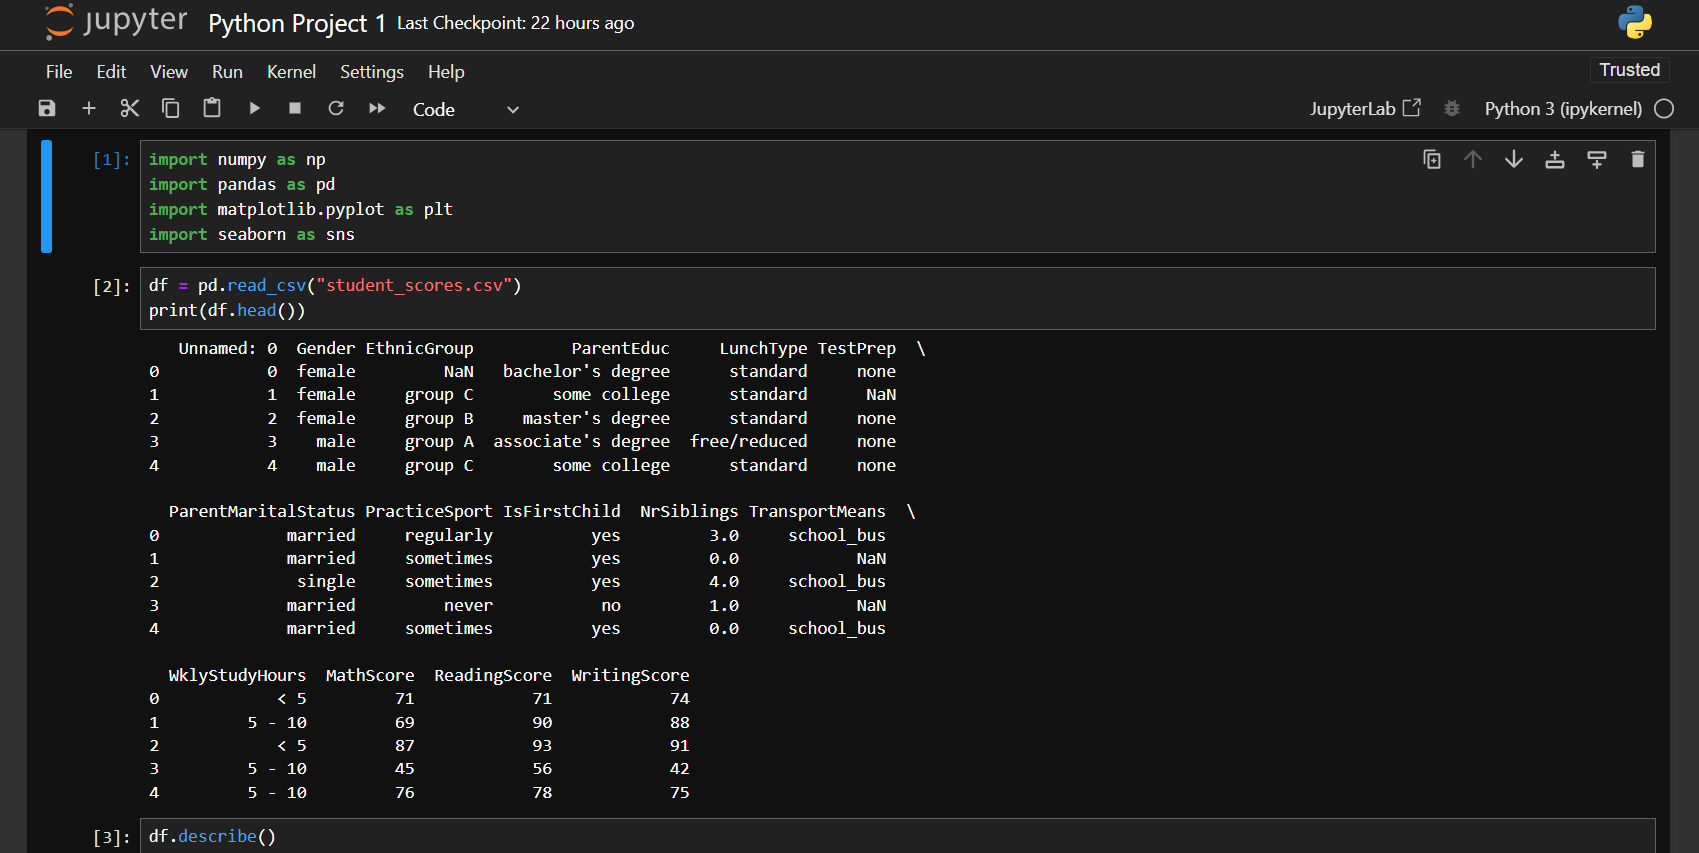 jupyter Python Project 1 Last Checkpoint: 22 hours ago
File Edit View Run Kernel Settings Help Trusted
Code JupyterLab Python 3 (ipykernel)
[1]: import numpy as np
import pandas as pd
import matplotlib.pyplot as plt
import seaborn as sns
[2]: df = pd.read_csv("student_scores.csv")
print(df.head())
Unnamed: 0 Gender EthnicGroup ParentEduc LunchType TestPrep \
0 0 female NaN bachelor's degree standard none
1 1 female group C some college standard NaN
2 2 female group B master's degree standard none
3 3 male group A associate's degree free/reduced none
4 4 male group C some college standard none
ParentMaritalStatus PracticeSport IsFirstChild NrSiblings TransportMeans \
0 married regularly yes 3.0 school_bus
1 married sometimes yes 0.0 NaN
2 single sometimes yes 4.0 school_bus
3 married never no 1.0 NaN
4 married sometimes yes 0.0 school_bus
WklyStudyHours MathScore ReadingScore WritingScore
0 < 5 71 71 74
1 5 - 10 69 90 88
2 < 5 87 93 91
3 5 - 10 45 56 42
4 5 - 10 76 78 75
[3]: df.describe()